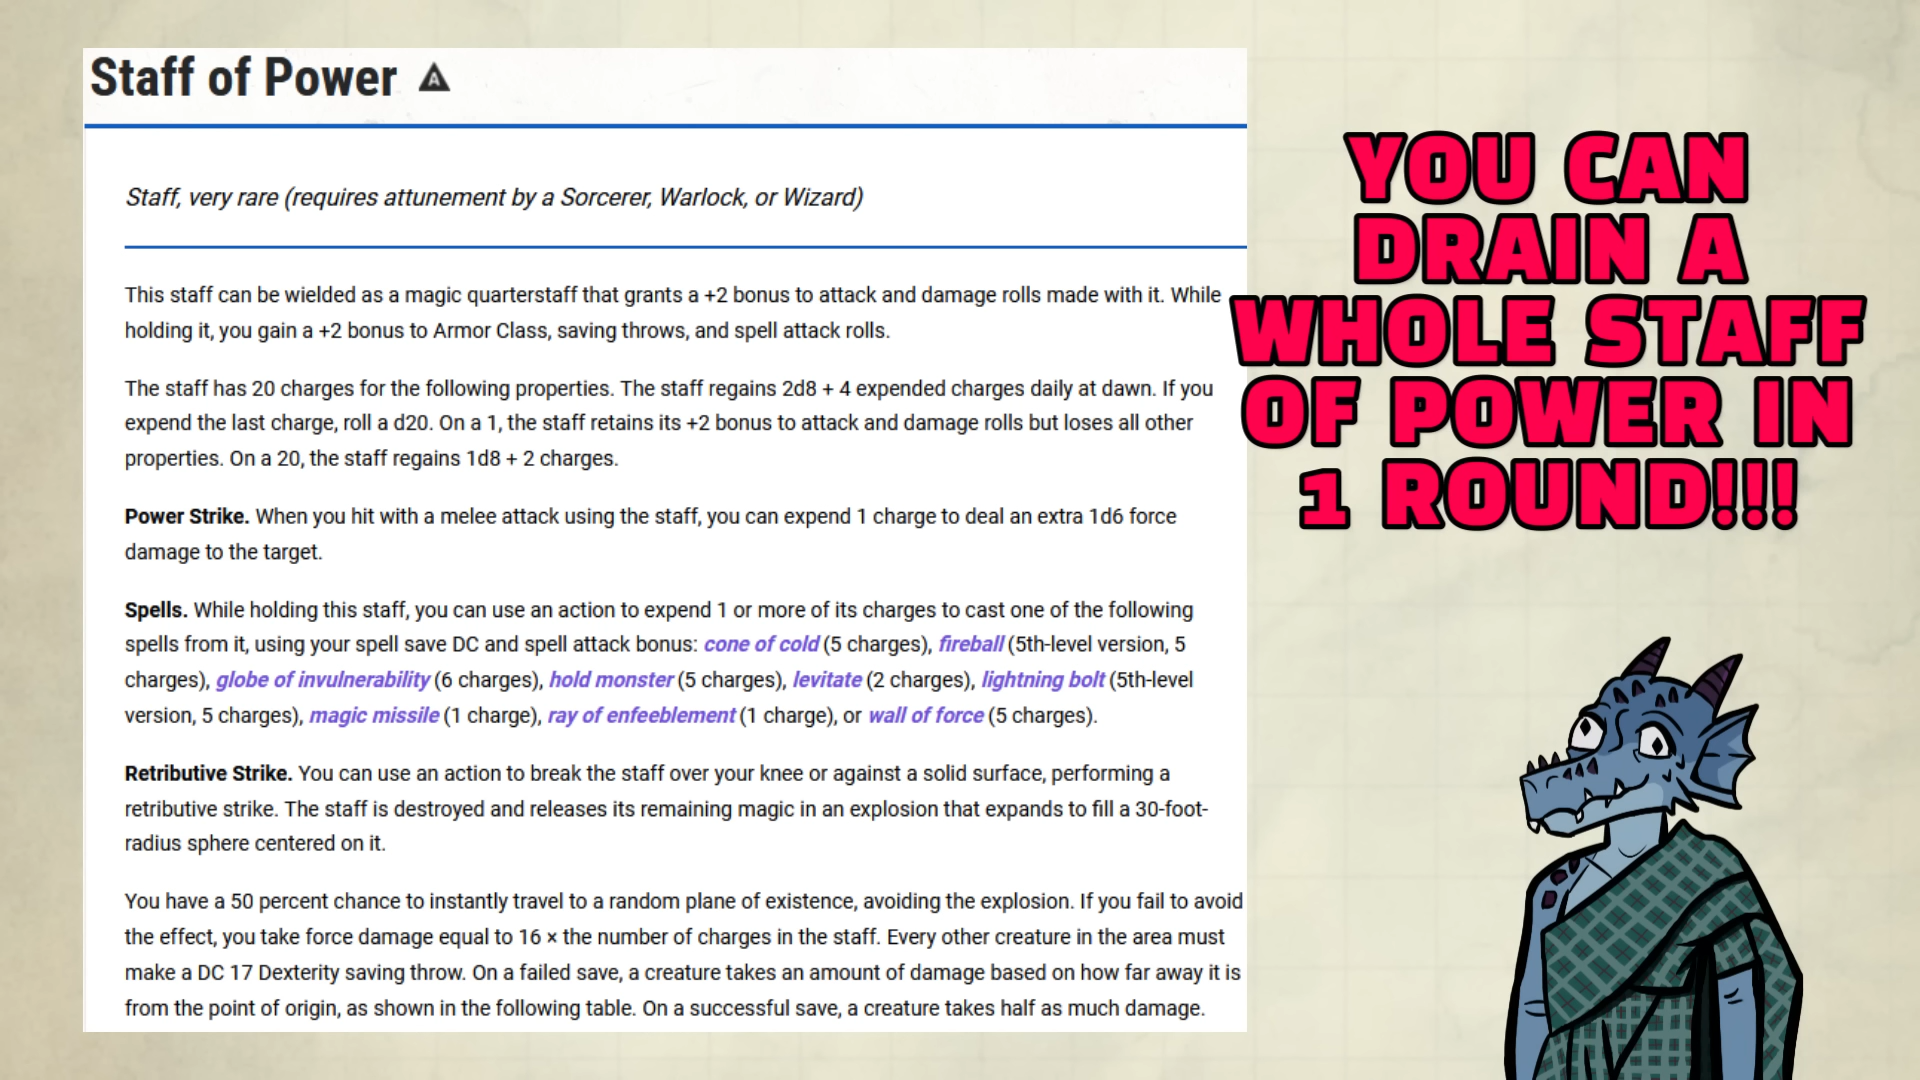 Staff of Power
Staff, very rare (requires attunement by a Sorcerer, Warlock, or Wizard)
This staff can be wielded as a magic quarterstaff that grants a +2 bonus to attack and damage rolls made with it. While
holding it, you gain a +2 bonus to Armor Class, saving throws, and spell attack rolls.
The staff has 20 charges for the following properties. The staff regains 2d8 + 4 expended charges daily at dawn. If you
expend the last charge, roll a d20. On a 1, the staff retains its +2 bonus to attack and damage rolls but loses all other
properties. On a 20, the staff regains 1d8 + 2 charges.
Power Strike. When you hit with a melee attack using the staff, you can expend 1 charge to deal an extra 1d6 force
damage to the target.
Spells. While holding this staff, you can use an action to expend 1 or more of its charges to cast one of the following
spells from it, using your spell save DC and spell attack bonus: cone of cold (5 charges), fireball (5th-level version, 5
charges), globe of invulnerability (6 charges), hold monster (5 charges), levitate (2 charges), lightning bolt (5th-level
version, 5 charges), magic missile (1 charge), ray of enfeeblement (1 charge), or wall of force (5 charges).
Retributive Strike. You can use an action to break the staff over your knee or against a solid surface, performing a
retributive strike. The staff is destroyed and releases its remaining magic in an explosion that expands to fill a 30-foot-
radius sphere centered on it.
You have a 50 percent chance to instantly travel to a random plane of existence, avoiding the explosion. If you fail to avoid
the effect, you take force damage equal to 16 × the number of charges in the staff. Every other creature in the area must
make a DC 17 Dexterity saving throw. On a failed save, a creature takes an amount of damage based on how far away it is
from the point of origin, as shown in the following table. On a successful save, a creature takes half as much damage.
YOU CAN
DRAIN A
WHOLE STAFF
OF POWER IN
1 ROUND!!!